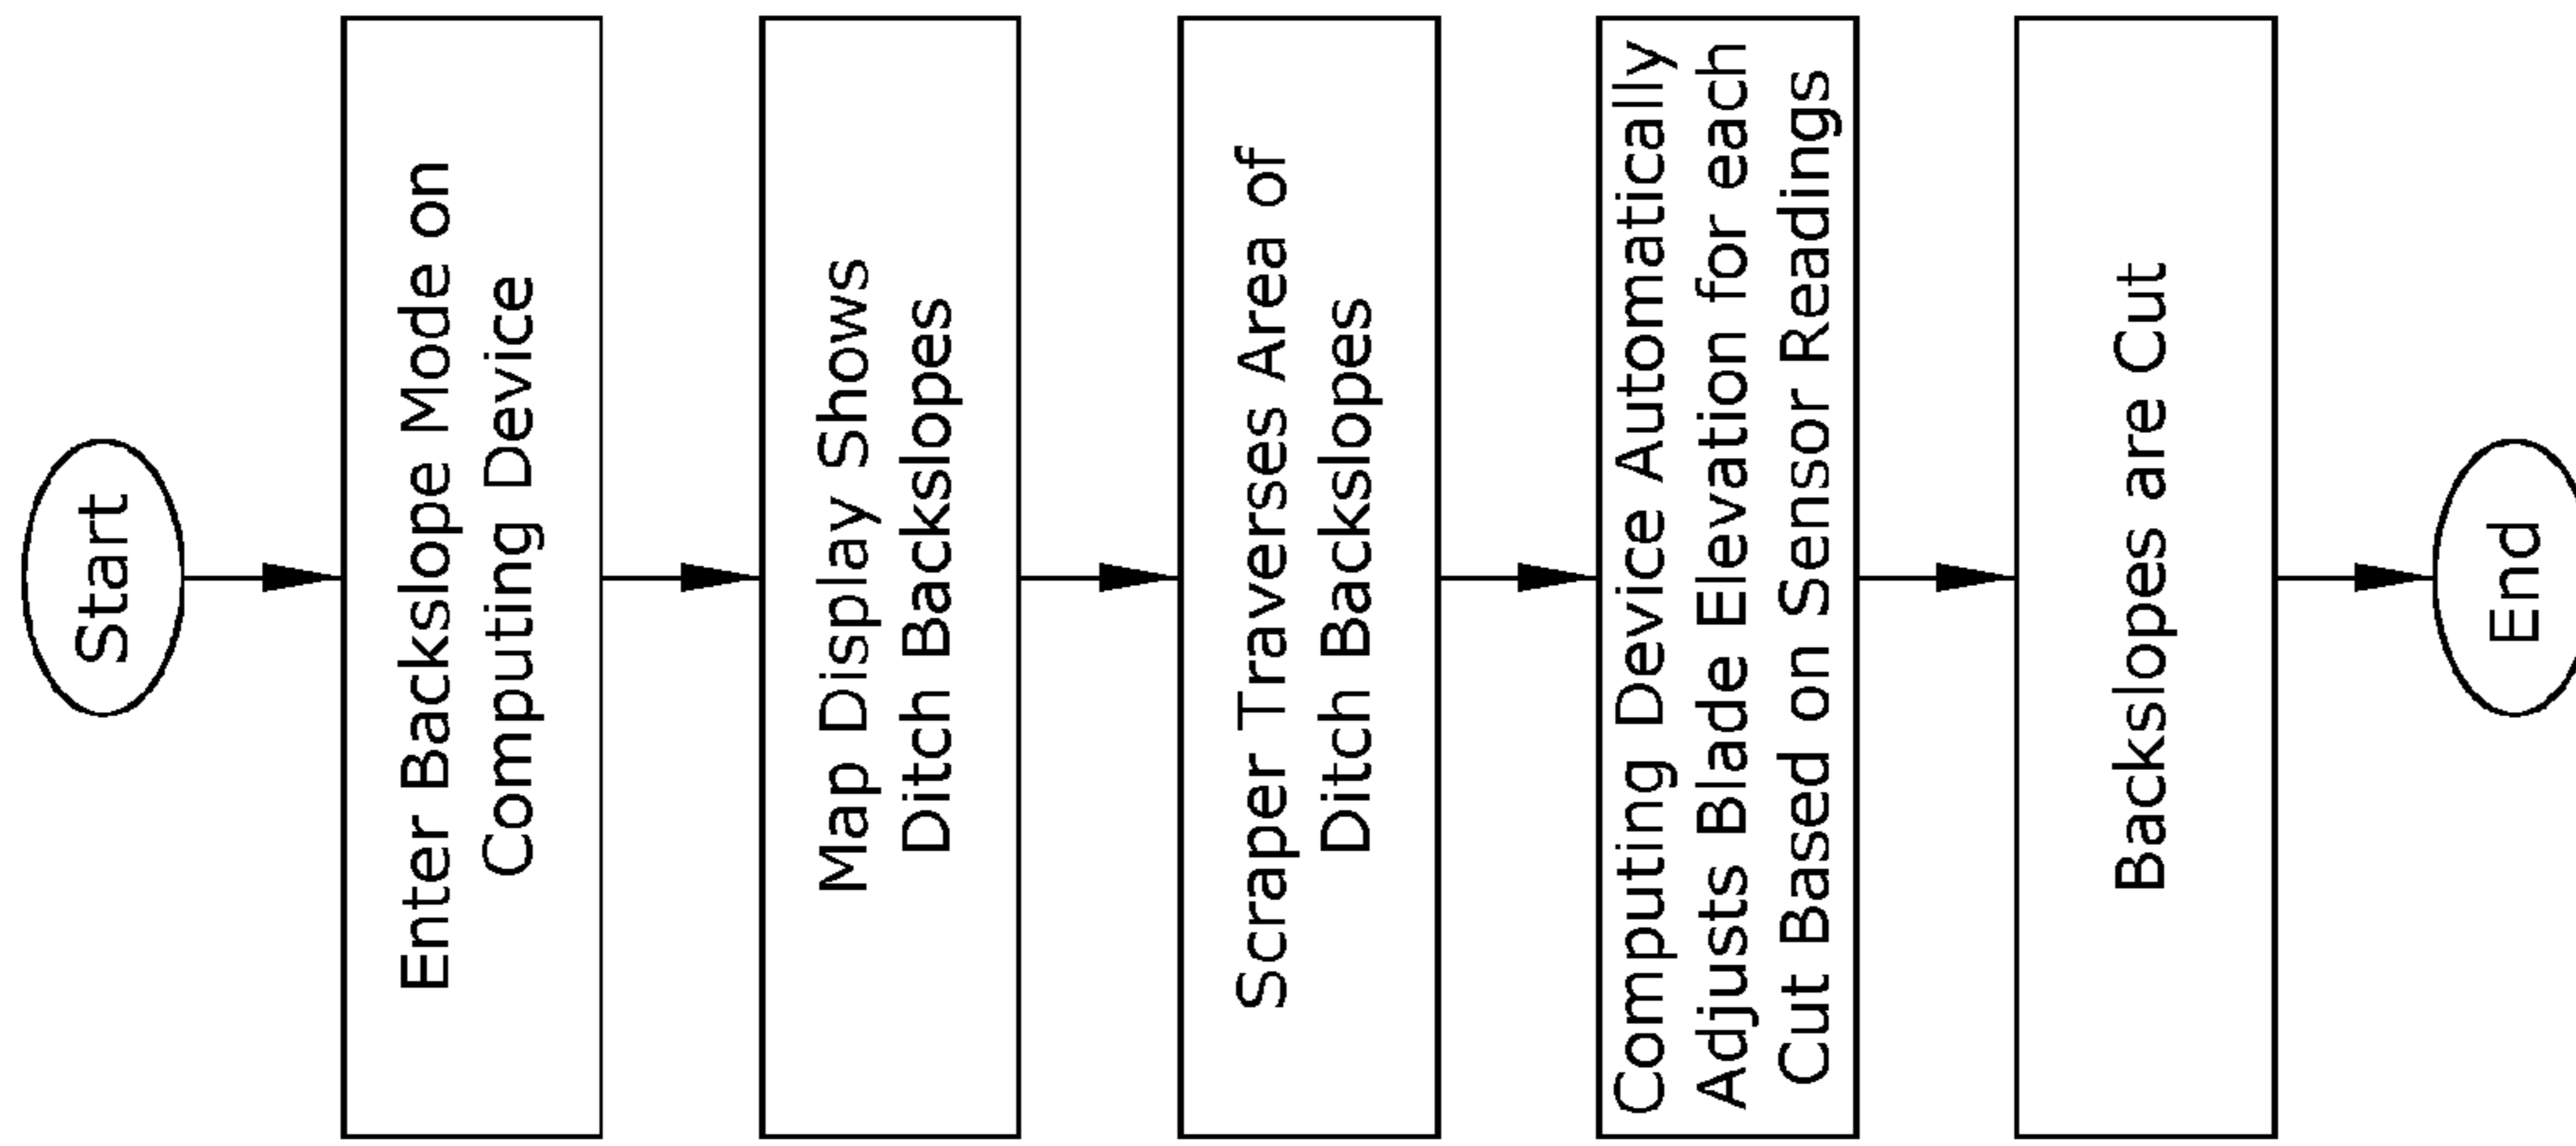 Start
Enter Backslope Mode on
Computing Device
Map Display Shows
Ditch Backslopes
Scraper Traverses Area of
Ditch Backslopes
Computing Device Automatically
Adjusts Blade Elevation for each
Cut Based on Sensor Readings
Backslopes are Cut
End